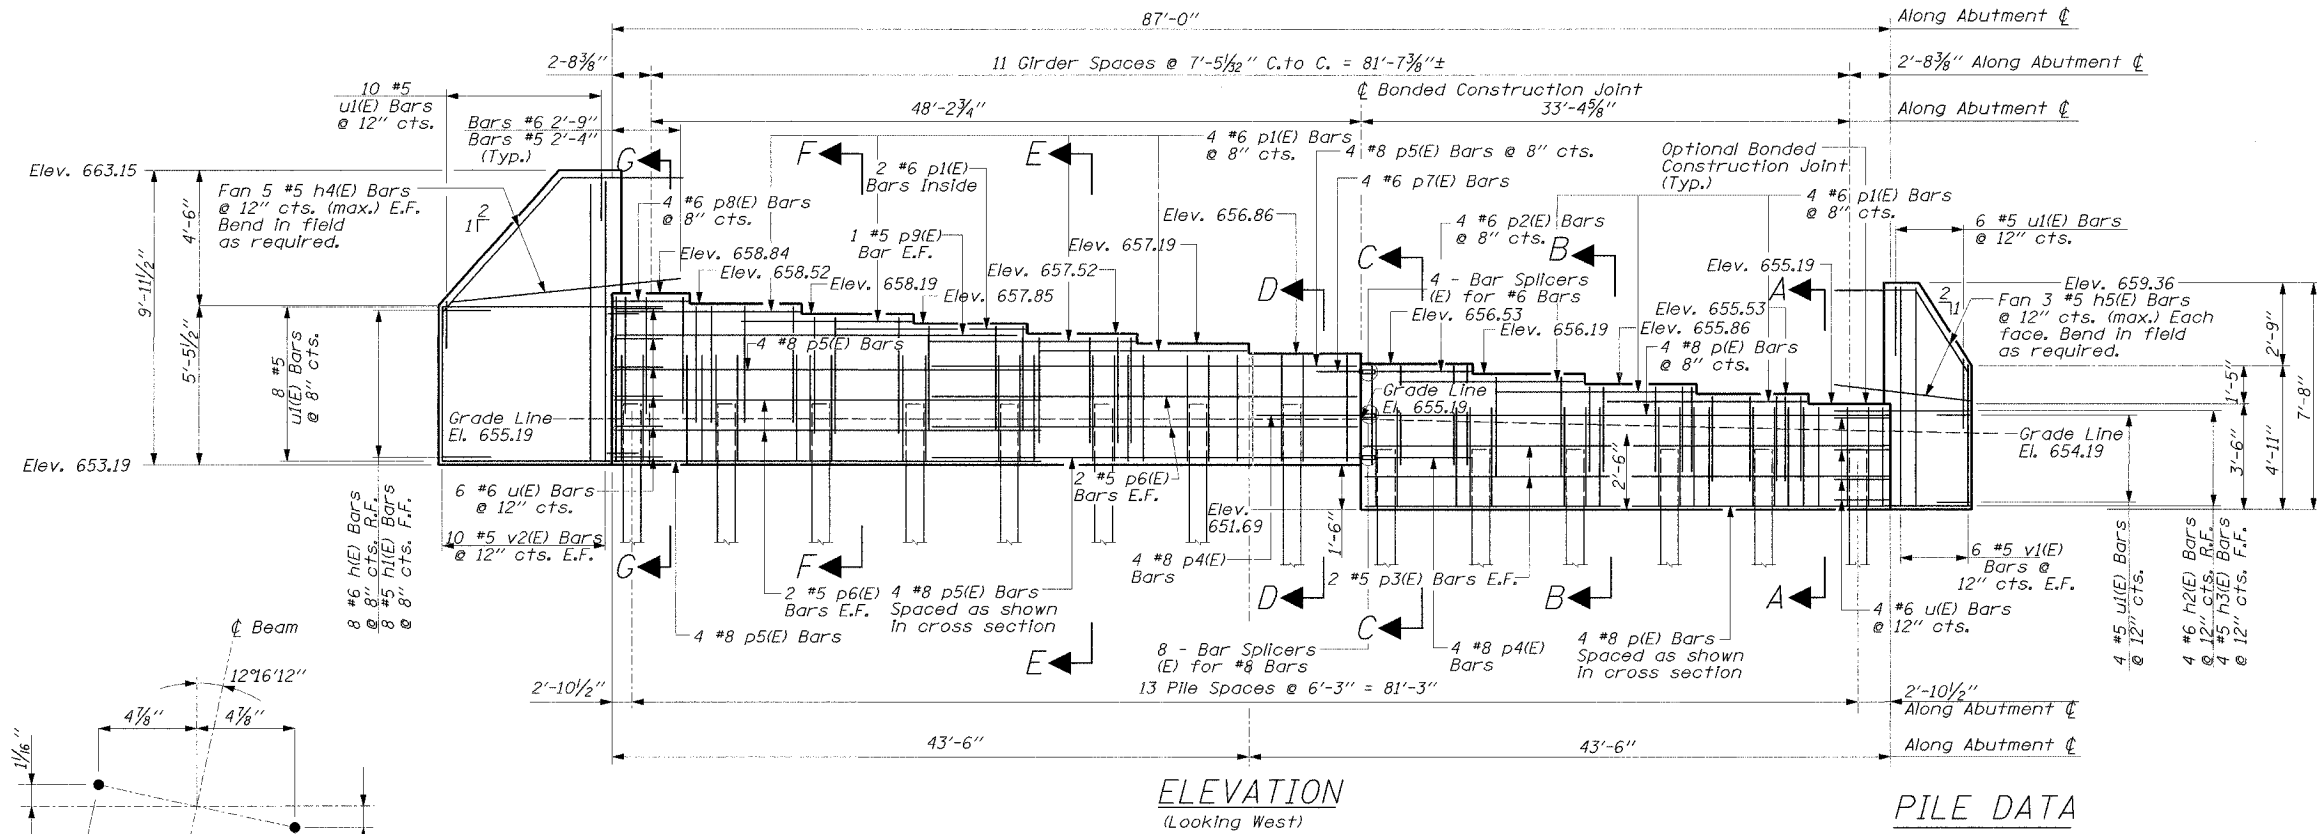 87'-0"
Along Abutment ℄
2-8⅜"
11 Girder Spaces @ 7'-5 1/32" C.to C. = 81'-7⅜"±
2'-8⅜" Along Abutment ℄
℄ Bonded Construction Joint
48'-2¾"
33'-4⅝"
Along Abutment ℄
10 #5
u1(E) Bars
@ 12" cts.
Bars #6 2'-9"
Bars #5 2'-4"
(Typ.)
Elev. 663.15
Fan 5 #5 h4(E) Bars
@ 12" cts. (max.) E.F.
Bend in field
as required.
2
1
G
F
E
4 #6 p8(E) Bars
@ 8" cts.
2 #6 p1(E)
Bars Inside
4 #6 p1(E) Bars
@ 8" cts.
4 #8 p5(E) Bars @ 8" cts.
4 #6 p7(E) Bars
Optional Bonded
Construction Joint
(Typ.)
4 #6 p1(E) Bars
@ 8" cts.
6 #5 u1(E) Bars
@ 12" cts.
Elev. 656.86
4 #6 p2(E) Bars
@ 8" cts.
1 #5 p9(E)
Bar E.F.
Elev. 658.84
Elev. 658.52
Elev. 658.19
Elev. 657.85
Elev. 657.52
Elev. 657.19
D
C
B
A
4 - Bar Splicers
(E) for #6 Bars
Elev. 656.53
Elev. 656.19
Elev. 655.86
Elev. 655.53
Elev. 655.19
Elev. 659.36
2
1
Fan 3 #5 h5(E) Bars
@ 12" cts. (max.) Each
face. Bend in field
as required.
4'-6"
9'-11½"
5'-5½"
8 #5
u1(E) Bars
@ 8" cts.
4 #8 p5(E) Bars
4 #8 p(E) Bars
@ 8" cts.
Grade Line
El. 655.19
Grade Line
El. 655.19
Grade Line
El. 654.19
2'-9"
1'-5"
7'-8"
3'-6"
4'-11"
2'-6"
Elev. 653.19
6 #6 u(E) Bars
@ 12" cts.
10 #5 v2(E) Bars
@ 12" cts. E.F.
8 #6 h(E) Bars
@ 8" cts. R.F.
8 #5 h1(E) Bars
@ 8" cts. F.F.
2 #5 p6(E)
Bars E.F.
Elev.
651.69
1'-6"
4 #8 p4(E)
Bars
2 #5 p3(E) Bars E.F.
6 #5 v1(E)
Bars @
12" cts. E.F.
4 #6 u(E) Bars
@ 12" cts.
4 #5 u1(E) Bars
@ 12" cts.
4 #6 h2(E) Bars
@ 12" cts. R.F.
4 #5 h3(E) Bars
@ 12" cts. F.F.
G
F
E
D
C
B
A
2 #5 p6(E)
Bars E.F.
4 #8 p5(E) Bars
Spaced as shown
in cross section
4 #8 p5(E) Bars
8 - Bar Splicers
(E) for #8 Bars
4 #8 p4(E)
Bars
4 #8 p(E) Bars
Spaced as shown
in cross section
℄ Beam
12°16'12"
4⅞"
4⅞"
1 1/16"
2'-10½"
13 Pile Spaces @ 6'-3" = 81'-3"
2'-10½"
Along Abutment ℄
43'-6"
43'-6"
Along Abutment ℄
ELEVATION
(Looking West)
PILE DATA